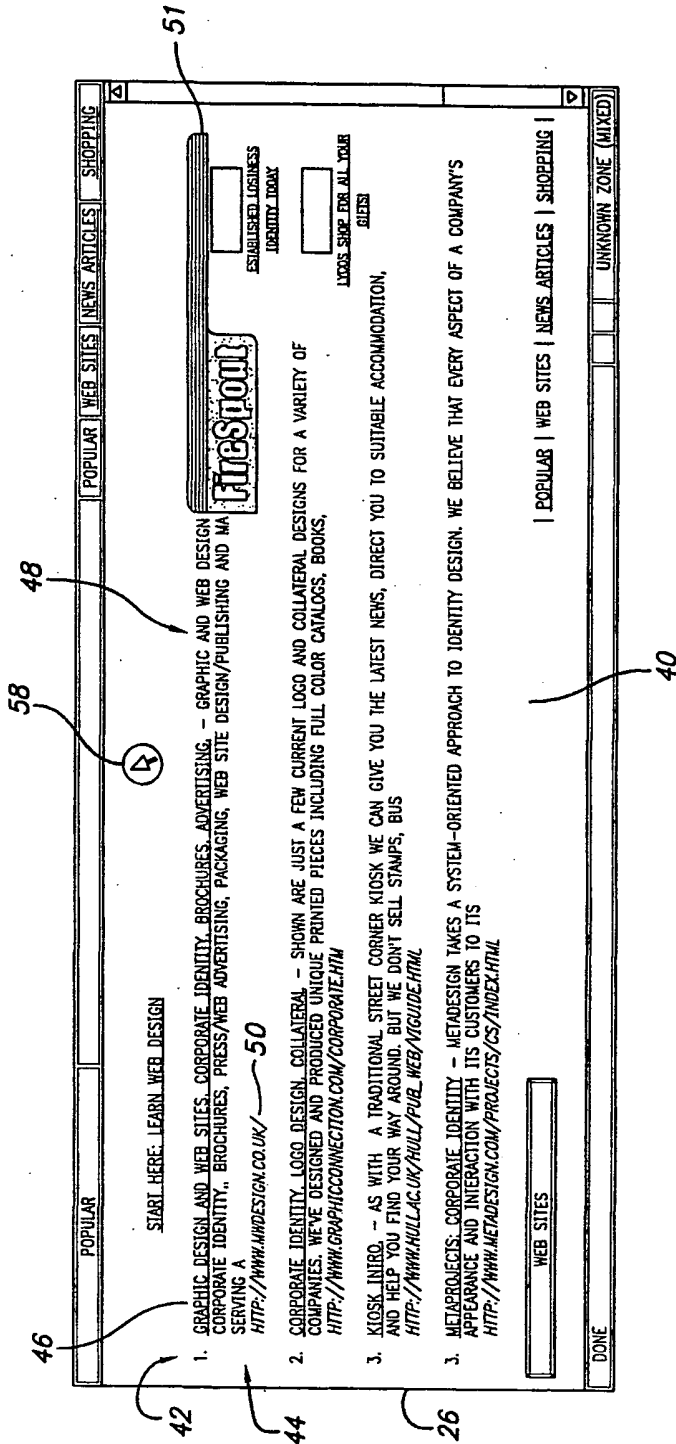 58
48
51
POPULAR
POPULAR WEB SITES NEWS ARTICLES SHOPPING
START HERE: LEARN WEB DESIGN
46
42
44
1. GRAPHIC DESIGN AND WEB SITES, CORPORATE IDENTITY, BROCHURES, ADVERTISING, - GRAPHIC AND WEB DESIGN
CORPORATE IDENTITY,, BROCHURES, PRESS/WEB ADVERTISING, PACKAGING, WEB SITE DESIGN/PUBLISHING AND MA
SERVING A
HTTP://WWW.MWDESIGN.CO.UK/
50
FireSpout
ESTABLISHED LOSINESS
IDENTITY TODAY
2. CORPORATE IDENTITY, LOGO DESIGN, COLLATERAL - SHOWN ARE JUST A FEW CURRENT LOGO AND COLLATERAL DESIGNS FOR A VARIETY OF
COMPANIES. WE'VE DESIGNED AND PRODUCED UNIQUE PRINTED PIECES INCLUDING FULL COLOR CATALOGS, BOOKS,
HTTP://WWW.GRAPHICCONNECTION.COM/CORPORATE.HTM
LYCOS SHOP FOR ALL YOUR
GIFTS!
3. KIOSK INTRO, - AS WITH A TRADITIONAL STREET CORNER KIOSK WE CAN GIVE YOU THE LATEST NEWS, DIRECT YOU TO SUITABLE ACCOMMODATION,
AND HELP YOU FIND YOUR WAY AROUND. BUT WE DON'T SELL STAMPS, BUS
HTTP://WWW.HULLAC.UK/HULL/PUB_WEB/VIGUIDE.HTML
3. METAPROJECTS: CORPORATE IDENTITY - METADESIGN TAKES A SYSTEM-ORIENTED APPROACH TO IDENTITY DESIGN. WE BELIEVE THAT EVERY ASPECT OF A COMPANY'S
APPEARANCE AND INTERACTION WITH ITS CUSTOMERS TO ITS
HTTP://WWW.METADESIGN.COM/PROJECTS/CS/INDEX.HTML
WEB SITES
| POPULAR | WEB SITES | NEWS ARTICLES | SHOPPING |
DONE
UNKNOWN ZONE (MIXED)
26
40